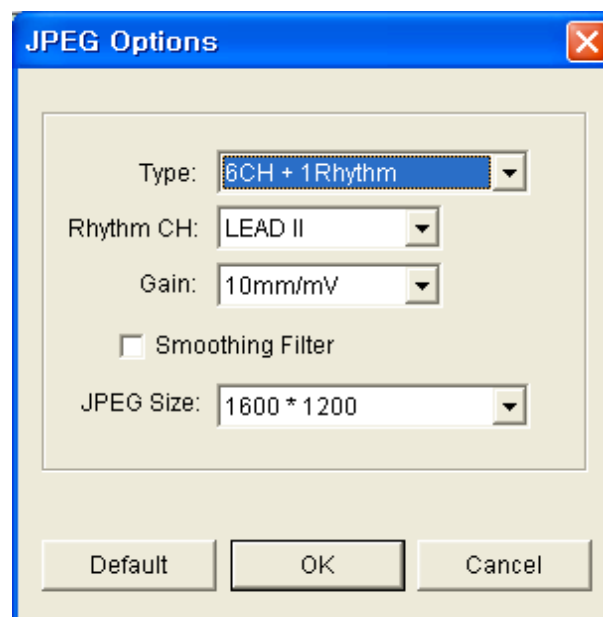 JPEG Options
Type: 6CH + 1Rhythm
Rhythm CH: LEAD II
Gain: 10mm/mV
Smoothing Filter
JPEG Size: 1600 * 1200
Default OK Cancel